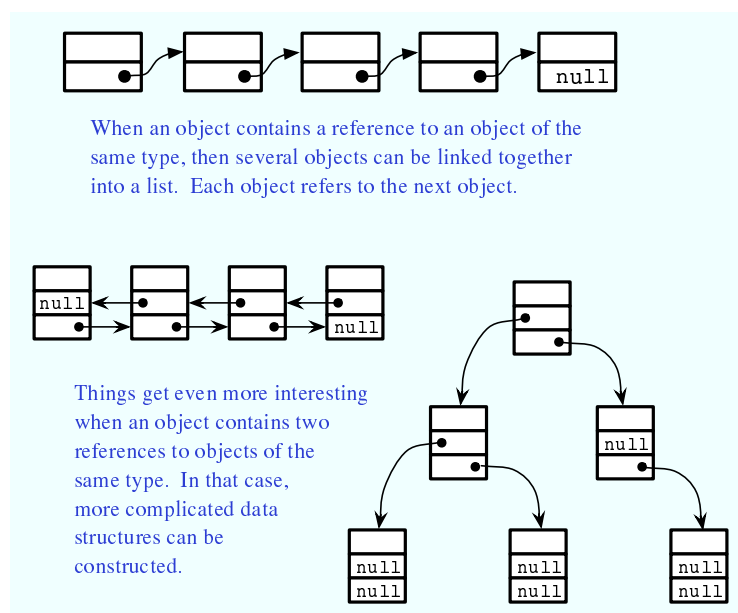 null
When an object contains a reference to an object of the
same type, then several objects can be linked together
into a list.  Each object refers to the next object.
null
null
Things get even more interesting
when an object contains two
references to objects of the
same type.  In that case,
more complicated data
structures can be
constructed.
null
null null null
null null null